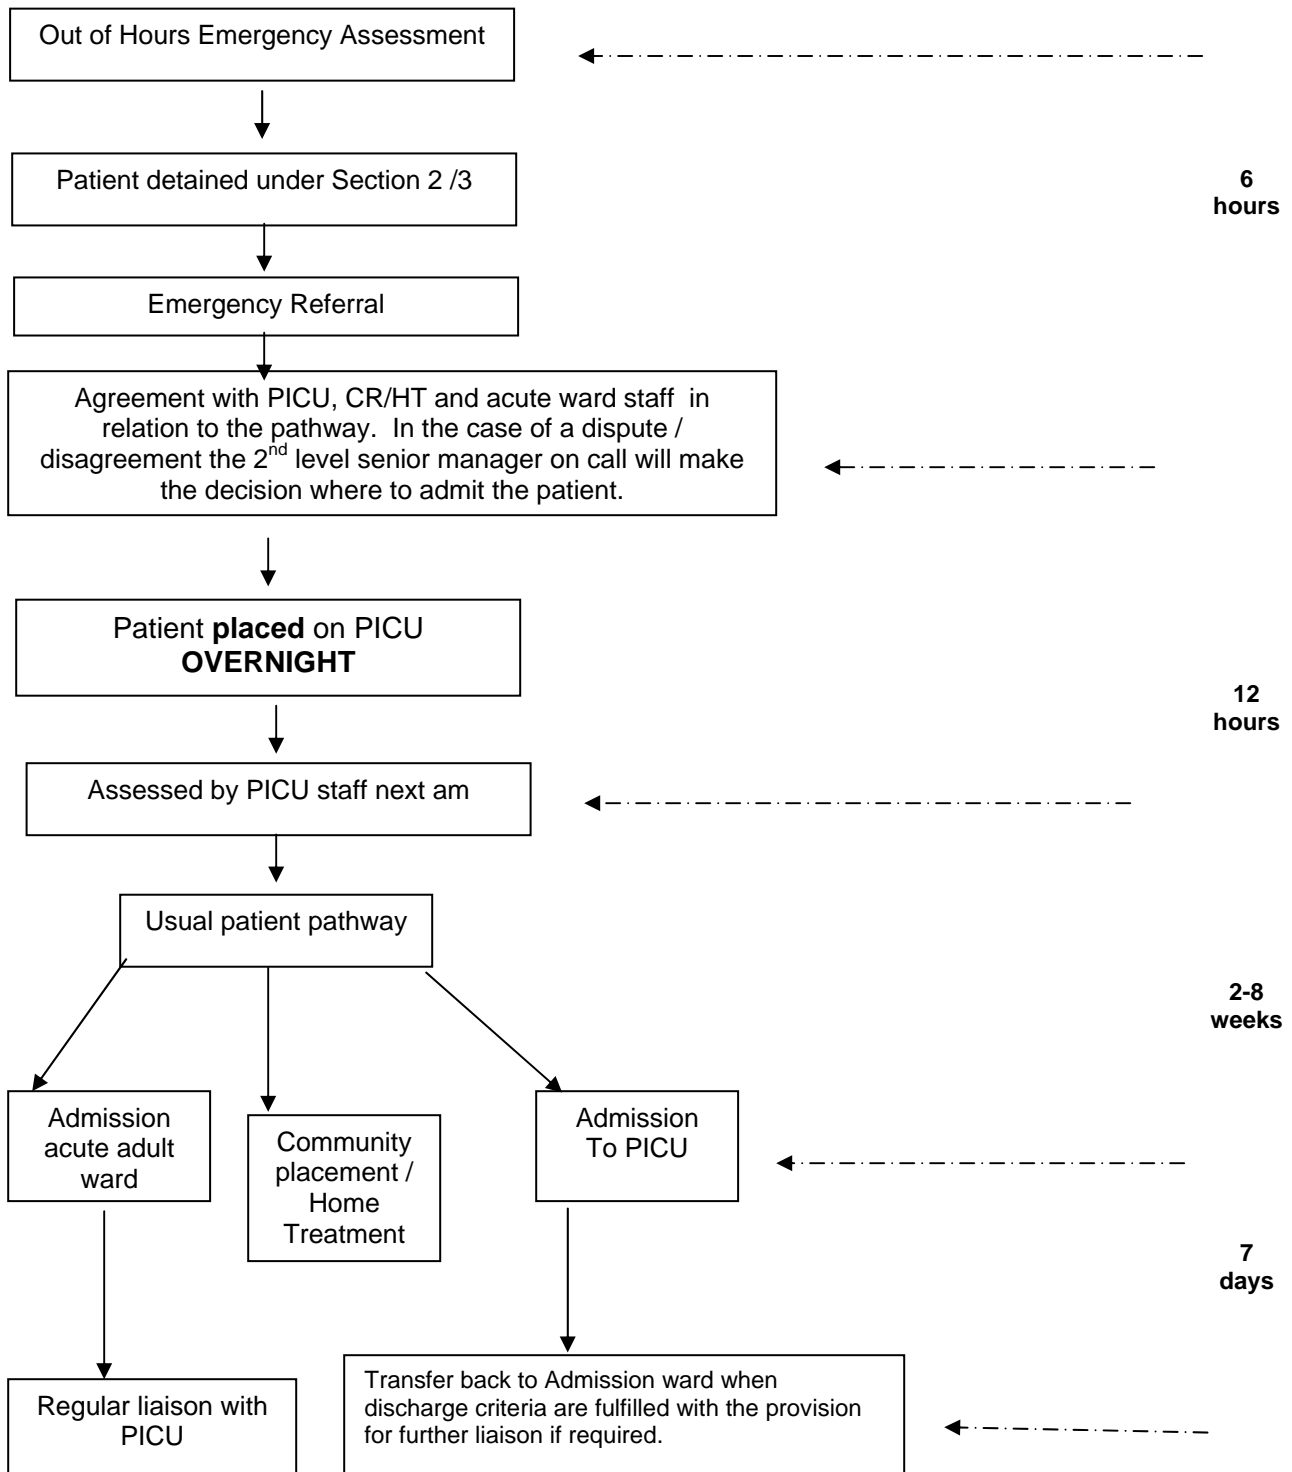 Out of Hours Emergency Assessment
Patient detained under Section 2 /3
6
hours
Emergency Referral
Agreement with PICU, CR/HT and acute ward staff in
relation to the pathway. In the case of a dispute /
disagreement the 2nd level senior manager on call will make
the decision where to admit the patient.
Patient placed on PICU
OVERNIGHT
12
hours
Assessed by PICU staff next am
Usual patient pathway
2-8
weeks
Admission
acute adult
ward
Community
placement /
Home
Treatment
Admission
To PICU
7
days
Regular liaison with
PICU
Transfer back to Admission ward when
discharge criteria are fulfilled with the provision
for further liaison if required.